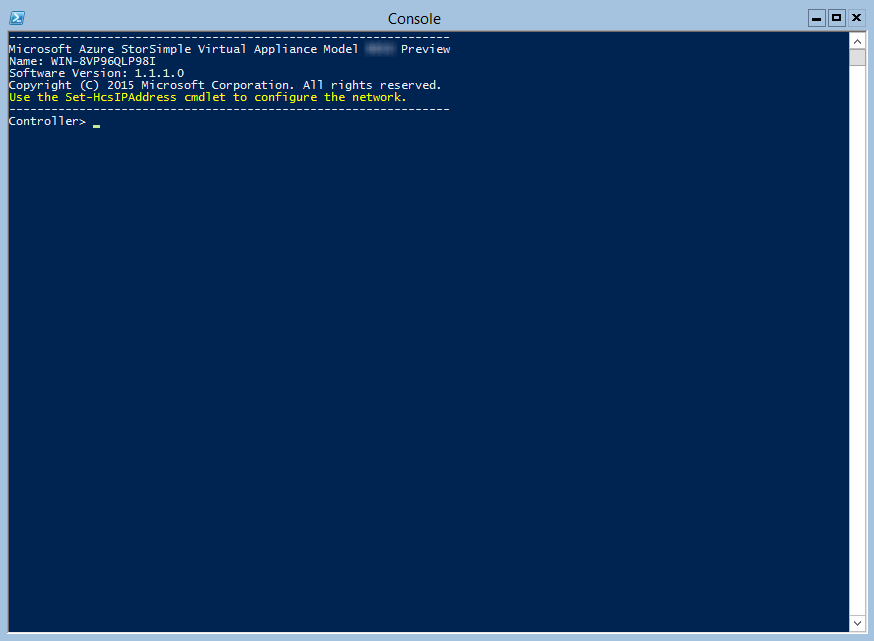 Console
---------------------------------------------------------------
Microsoft Azure StorSimple Virtual Appliance Model Preview
Name: WIN-8VP96QLP98I
Software Version: 1.1.1.0
Copyright (C) 2015 Microsoft Corporation. All rights reserved.
Use the Set-HcsIPAddress cmdlet to configure the network.
---------------------------------------------------------------
Controller> _